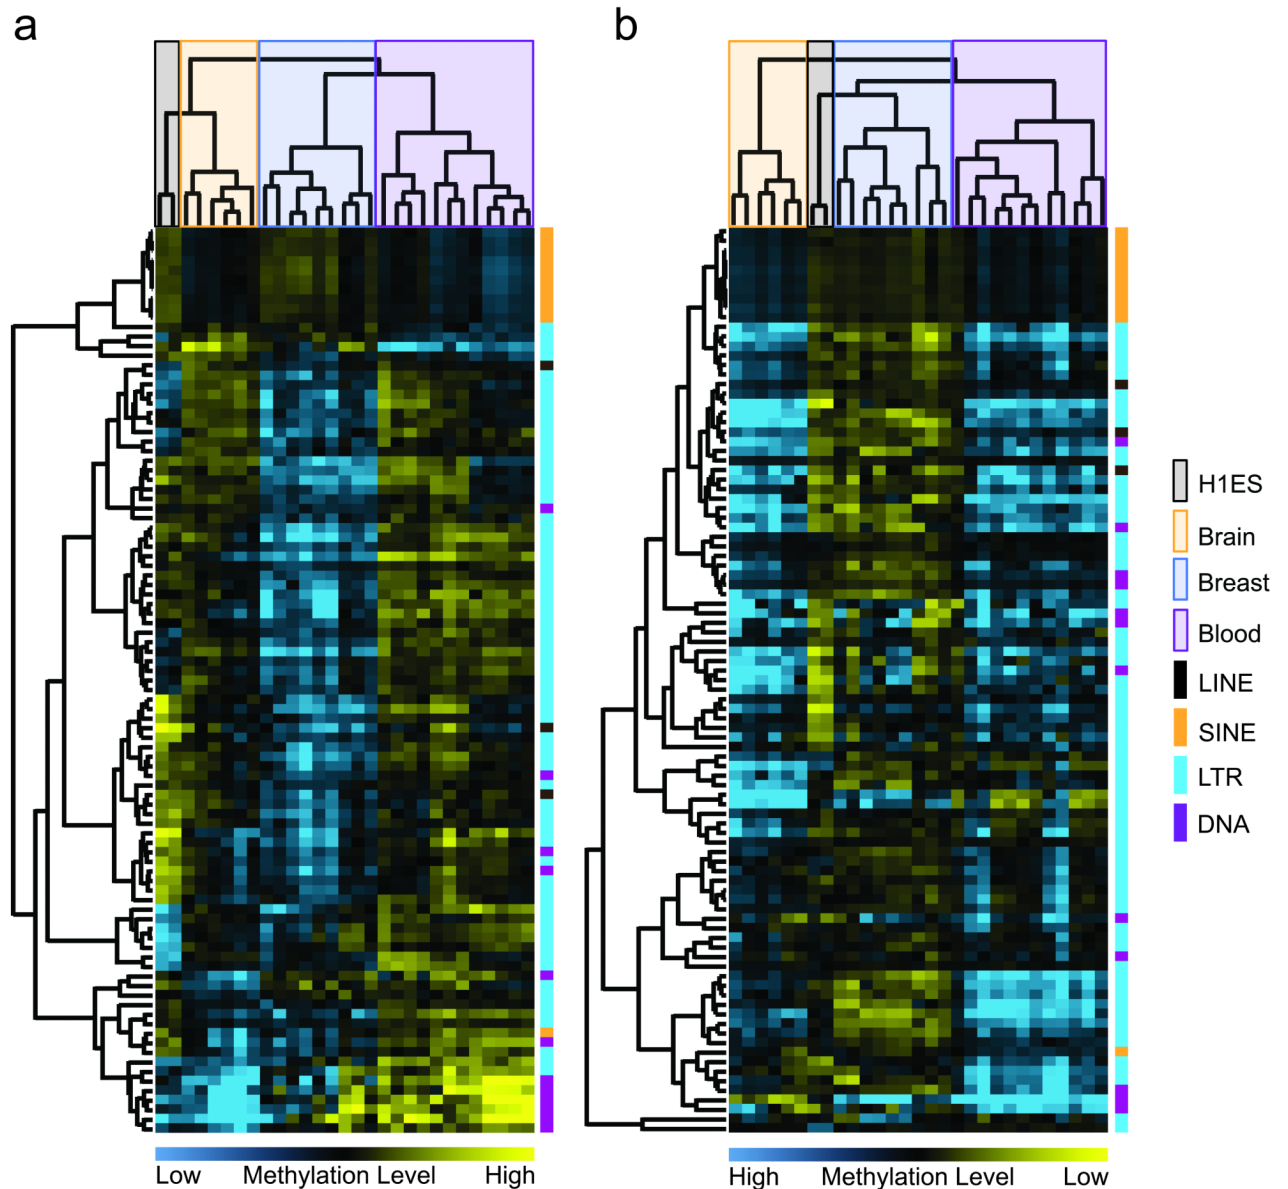 a
b
H1ES
Brain
Breast
Blood
LINE
SINE
LTR
DNA
Low Methylation Level High
High Methylation Level Low